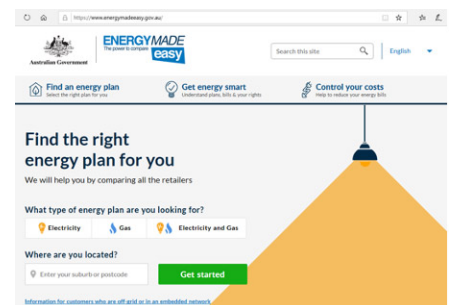 https://www.energymadeeasy.gov.au/
Australian Government
ENERGYMADE
The power to compare
easy
Search this site
English
Find an energy plan
Select the right plan for you
Get energy smart
Understand plans, bills & your rights
Control your costs
Help to reduce your energy bills
Find the right
energy plan for you
We will help you by comparing all the retailers
What type of energy plan are you looking for?
Electricity
Gas
Electricity and Gas
Where are you located?
Enter your suburb or postcode
Get started
Information for customers who are off grid or in an embedded network